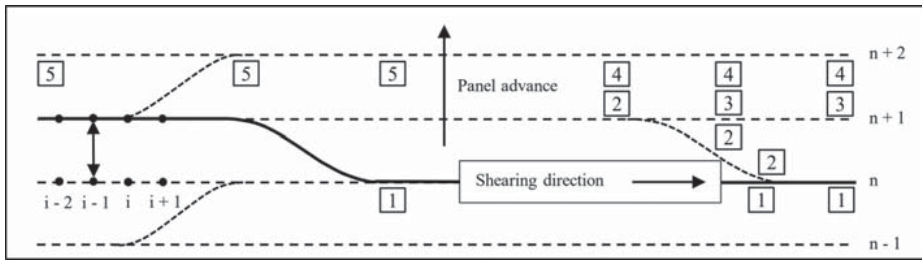 n + 2
5 5 5 4 4 4
Panel advance
2 3 3
n + 1
2
2
Shearing direction
n
i - 2 i - 1 i i + 1
1 1 1
n - 1